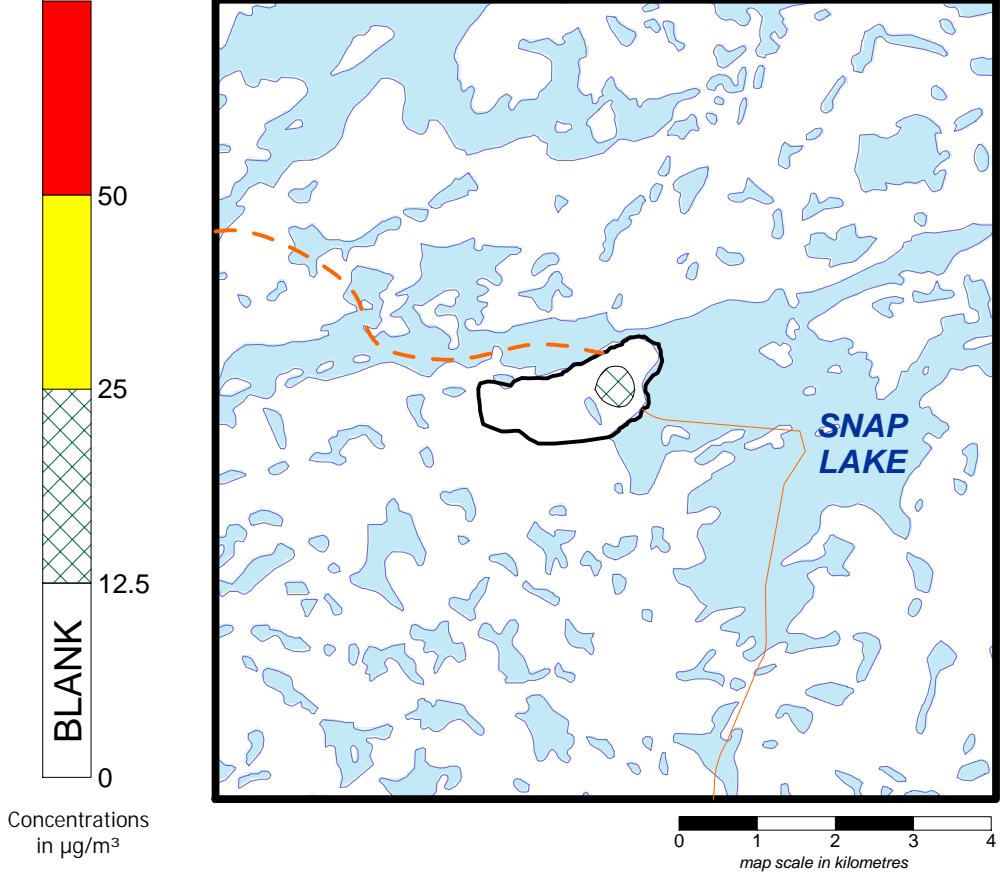 50
25
12.5
BLANK
0
Concentrations
in µg/m³
SNAP
LAKE
0 1 2 3 4
map scale in kilometres